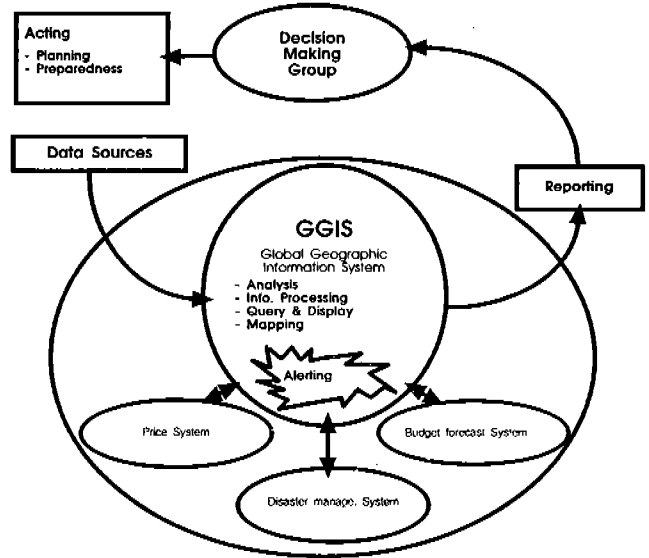 Acting
- Planning
- Preparedness
Decision
Making
Group
Data Sources
Reporting
GGIS
Global Geographic
Information System
- Analysis
- Info. Processing
- Query & Display
- Mapping
Alerting
Price System
Budget forecast System
Disaster manage. System